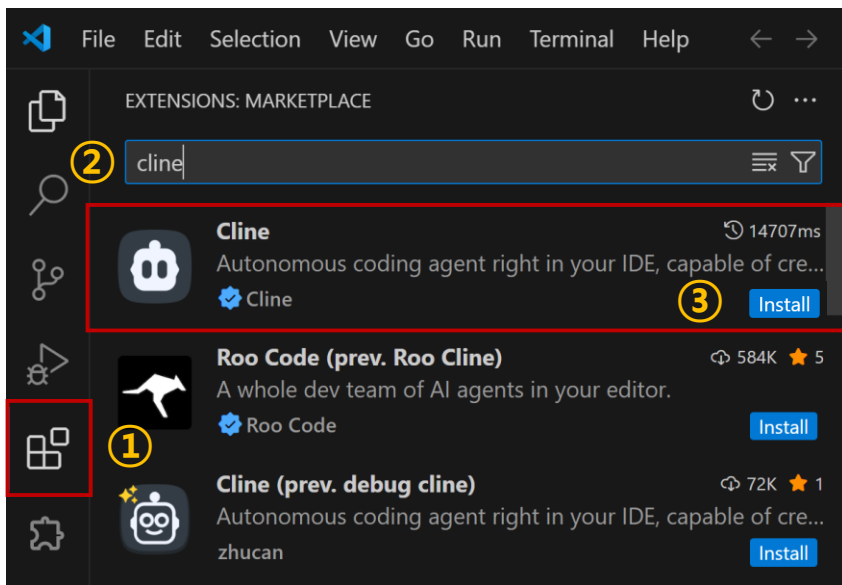 File Edit Selection View Go Run Terminal Help
EXTENSIONS: MARKETPLACE
② cline
Cline 14707ms
Autonomous coding agent right in your IDE, capable of cre...
Cline ③ Install
Roo Code (prev. Roo Cline) 584K 5
A whole dev team of AI agents in your editor.
Roo Code Install
①
Cline (prev. debug cline) 72K 1
Autonomous coding agent right in your IDE, capable of cre...
zhucan Install